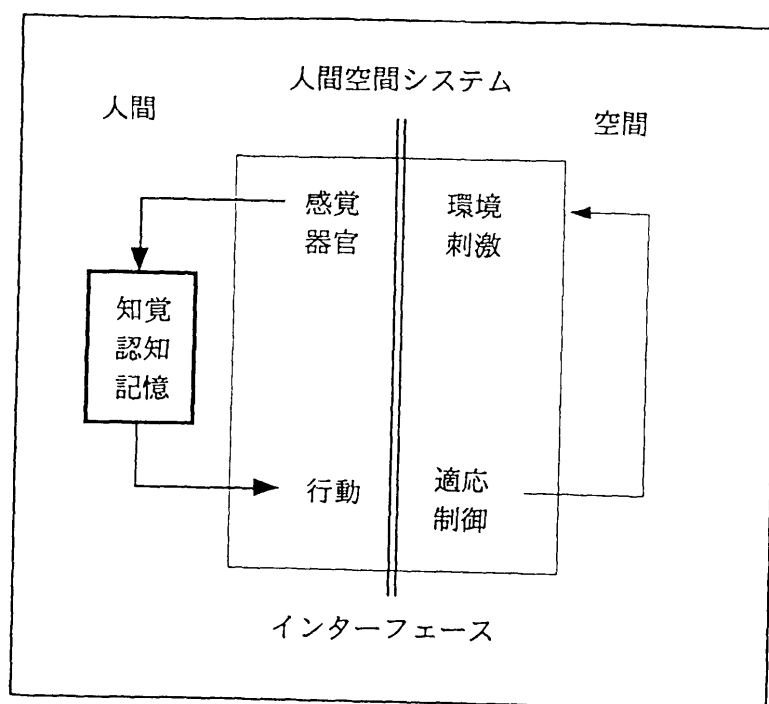 人間空間システム
人間
空間
感覚
器官
環境
刺激
知覚
認知
記憶
行動
適応
制御
インターフェース